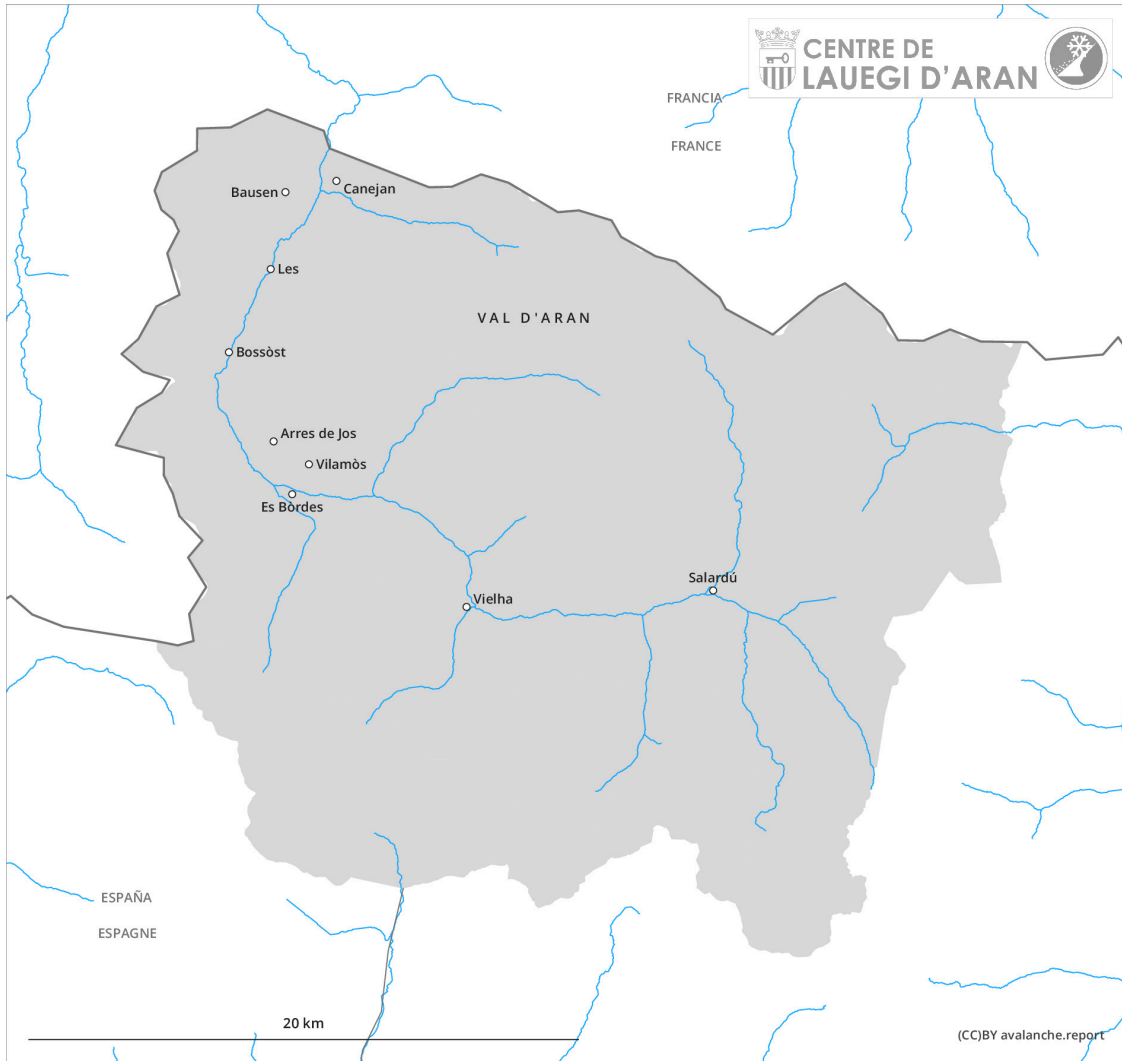 CENTRE DE
LAUEGI D'ARAN
FRANCIA
FRANCE
Bausen
Canejan
Les
VAL D'ARAN
Bossòst
Arres de Jos
Vilamòs
Es Bòrdes
Salardú
Vielha
ESPAÑA
ESPAGNE
20 km
(CC)BY avalanche.report